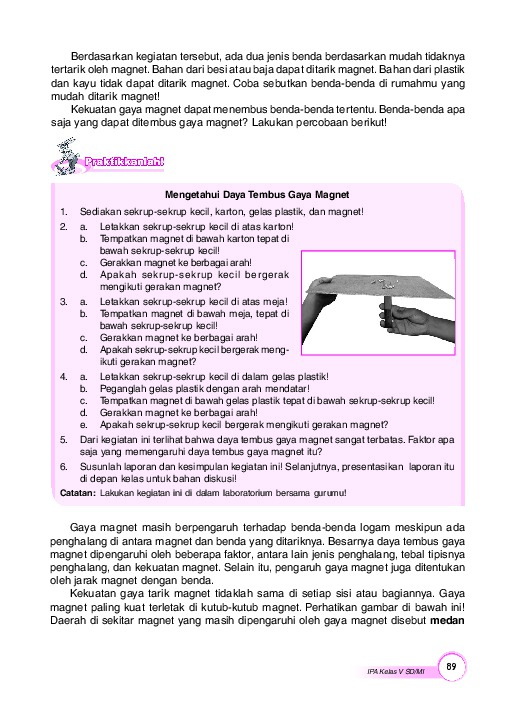 Berdasarkan kegiatan tersebut, ada dua jenis benda berdasarkan mudah tidaknya
tertarik oleh magnet. Bahan dari besi atau baja dapat ditarik magnet. Bahan dari plastik
dan kayu tidak dapat ditarik magnet. Coba sebutkan benda-benda di rumahmu yang
mudah ditarik magnet!
Kekuatan gaya magnet dapat menembus benda-benda tertentu. Benda-benda apa
saja yang dapat ditembus gaya magnet? Lakukan percobaan berikut!
Praktikkanlah!
Mengetahui Daya Tembus Gaya Magnet
1. Sediakan sekrup-sekrup kecil, karton, gelas plastik, dan magnet!
2. a. Letakkan sekrup-sekrup kecil di atas karton!
b. Tempatkan magnet di bawah karton tepat di
bawah sekrup-sekrup kecil!
c. Gerakkan magnet ke berbagai arah!
d. Apakah sekrup-sekrup kecil bergerak
mengikuti gerakan magnet?
3. a. Letakkan sekrup-sekrup kecil di atas meja!
b. Tempatkan magnet di bawah meja, tepat di
bawah sekrup-sekrup kecil!
c. Gerakkan magnet ke berbagai arah!
d. Apakah sekrup-sekrup kecil bergerak meng-
ikuti gerakan magnet?
4. a. Letakkan sekrup-sekrup kecil di dalam gelas plastik!
b. Peganglah gelas plastik dengan arah mendatar!
c. Tempatkan magnet di bawah gelas plastik tepat di bawah sekrup-sekrup kecil!
d. Gerakkan magnet ke berbagai arah!
e. Apakah sekrup-sekrup kecil bergerak mengikuti gerakan magnet?
5. Dari kegiatan ini terlihat bahwa daya tembus gaya magnet sangat terbatas. Faktor apa
saja yang memengaruhi daya tembus gaya magnet itu?
6. Susunlah laporan dan kesimpulan kegiatan ini! Selanjutnya, presentasikan laporan itu
di depan kelas untuk bahan diskusi!
Catatan: Lakukan kegiatan ini di dalam laboratorium bersama gurumu!
Gaya magnet masih berpengaruh terhadap benda-benda logam meskipun ada
penghalang di antara magnet dan benda yang ditariknya. Besarnya daya tembus gaya
magnet dipengaruhi oleh beberapa faktor, antara lain jenis penghalang, tebal tipisnya
penghalang, dan kekuatan magnet. Selain itu, pengaruh gaya magnet juga ditentukan
oleh jarak magnet dengan benda.
Kekuatan gaya tarik magnet tidaklah sama di setiap sisi atau bagiannya. Gaya
magnet paling kuat terletak di kutub-kutub magnet. Perhatikan gambar di bawah ini!
Daerah di sekitar magnet yang masih dipengaruhi oleh gaya magnet disebut medan
IPA Kelas V SD/MI
89